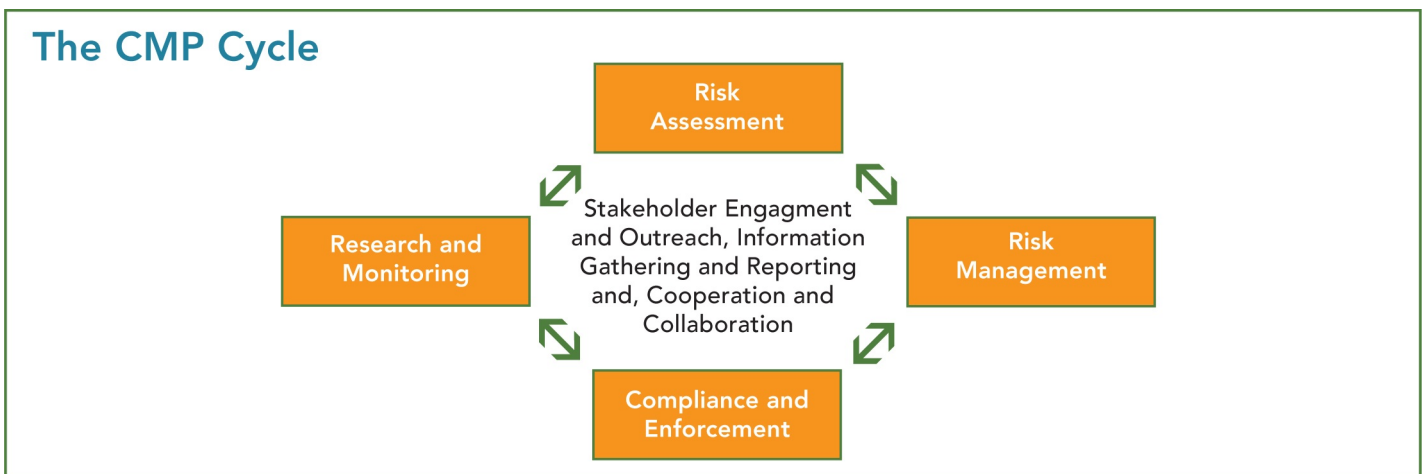 The CMP Cycle
Risk
Assessment
Stakeholder Engagment
and Outreach, Information
Gathering and Reporting
and, Cooperation and
Collaboration
Research and
Monitoring
Risk
Management
Compliance and
Enforcement